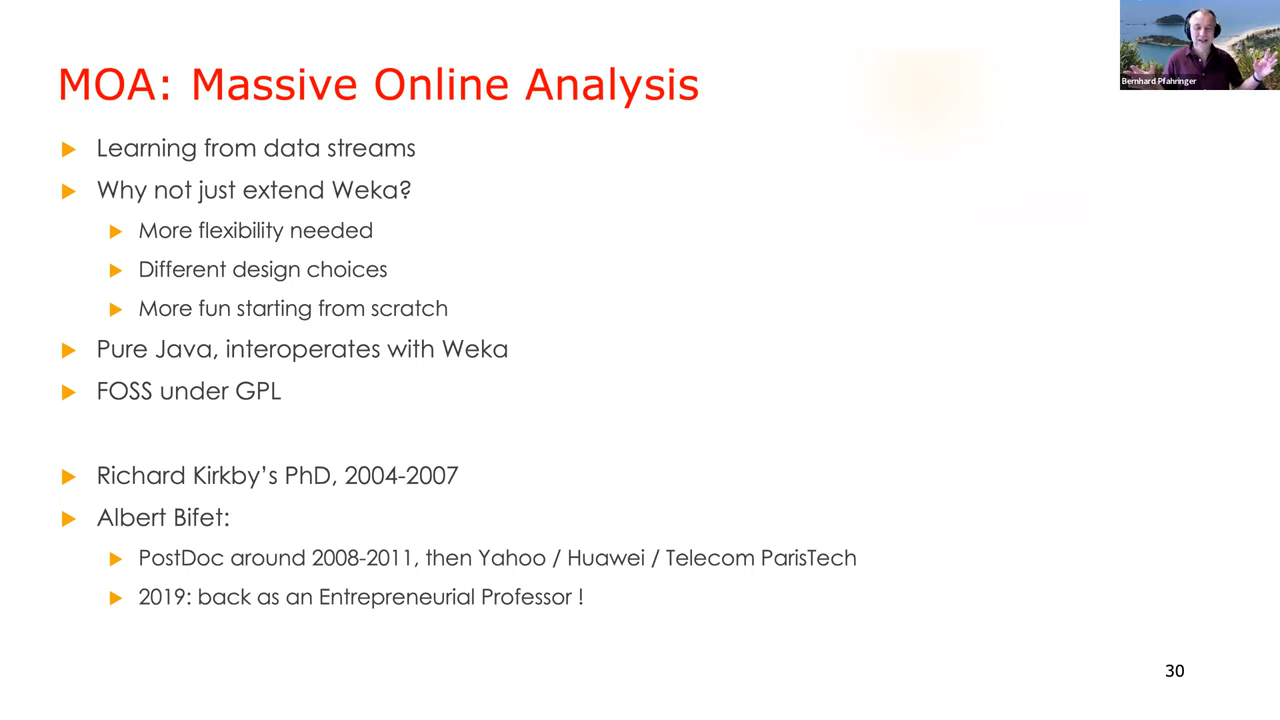 MOA: Massive Online Analysis
Bernhard Pfahringer
Learning from data streams
Why not just extend Weka?
More flexibility needed
Different design choices
More fun starting from scratch
Pure Java, interoperates with Weka
FOSS under GPL
Richard Kirkby’s PhD, 2004-2007
Albert Bifet:
PostDoc around 2008-2011, then Yahoo / Huawei / Telecom ParisTech
2019: back as an Entrepreneurial Professor !
30